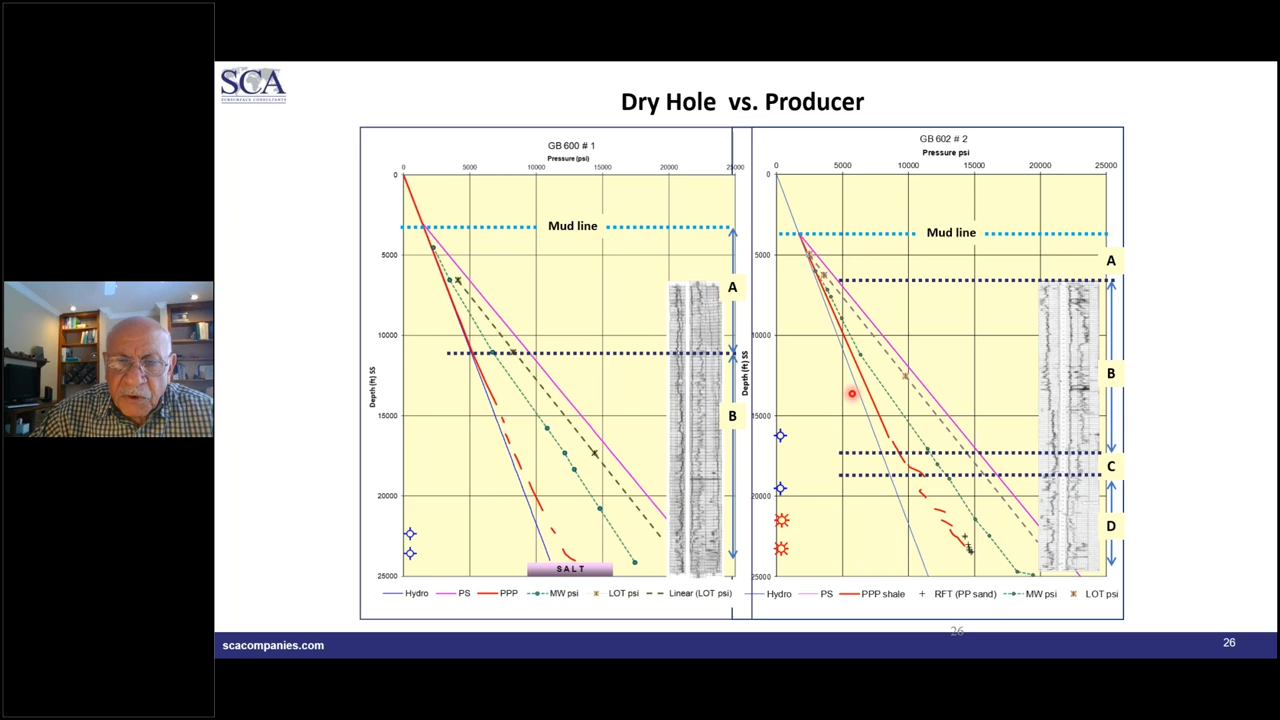 SCA
SUBSURFACE CONSULTANTS
Dry Hole vs. Producer
GB 600 # 1
Pressure (psi)
0 5000 10000 15000 20000 25000
0
5000
10000
15000
20000
25000
Depth (ft) SS
Mud line
A
B
SALT
Hydro PS PPP MW psi LOT psi Linear (LOT psi)
GB 602 # 2
Pressure psi
0 5000 10000 15000 20000 25000
0
5000
10000
15000
20000
25000
Depth (ft) SS
Mud line
A
B
C
D
Hydro PS PPP shale RFT (PP sand) MW psi LOT psi
26
scacompanies.com
26